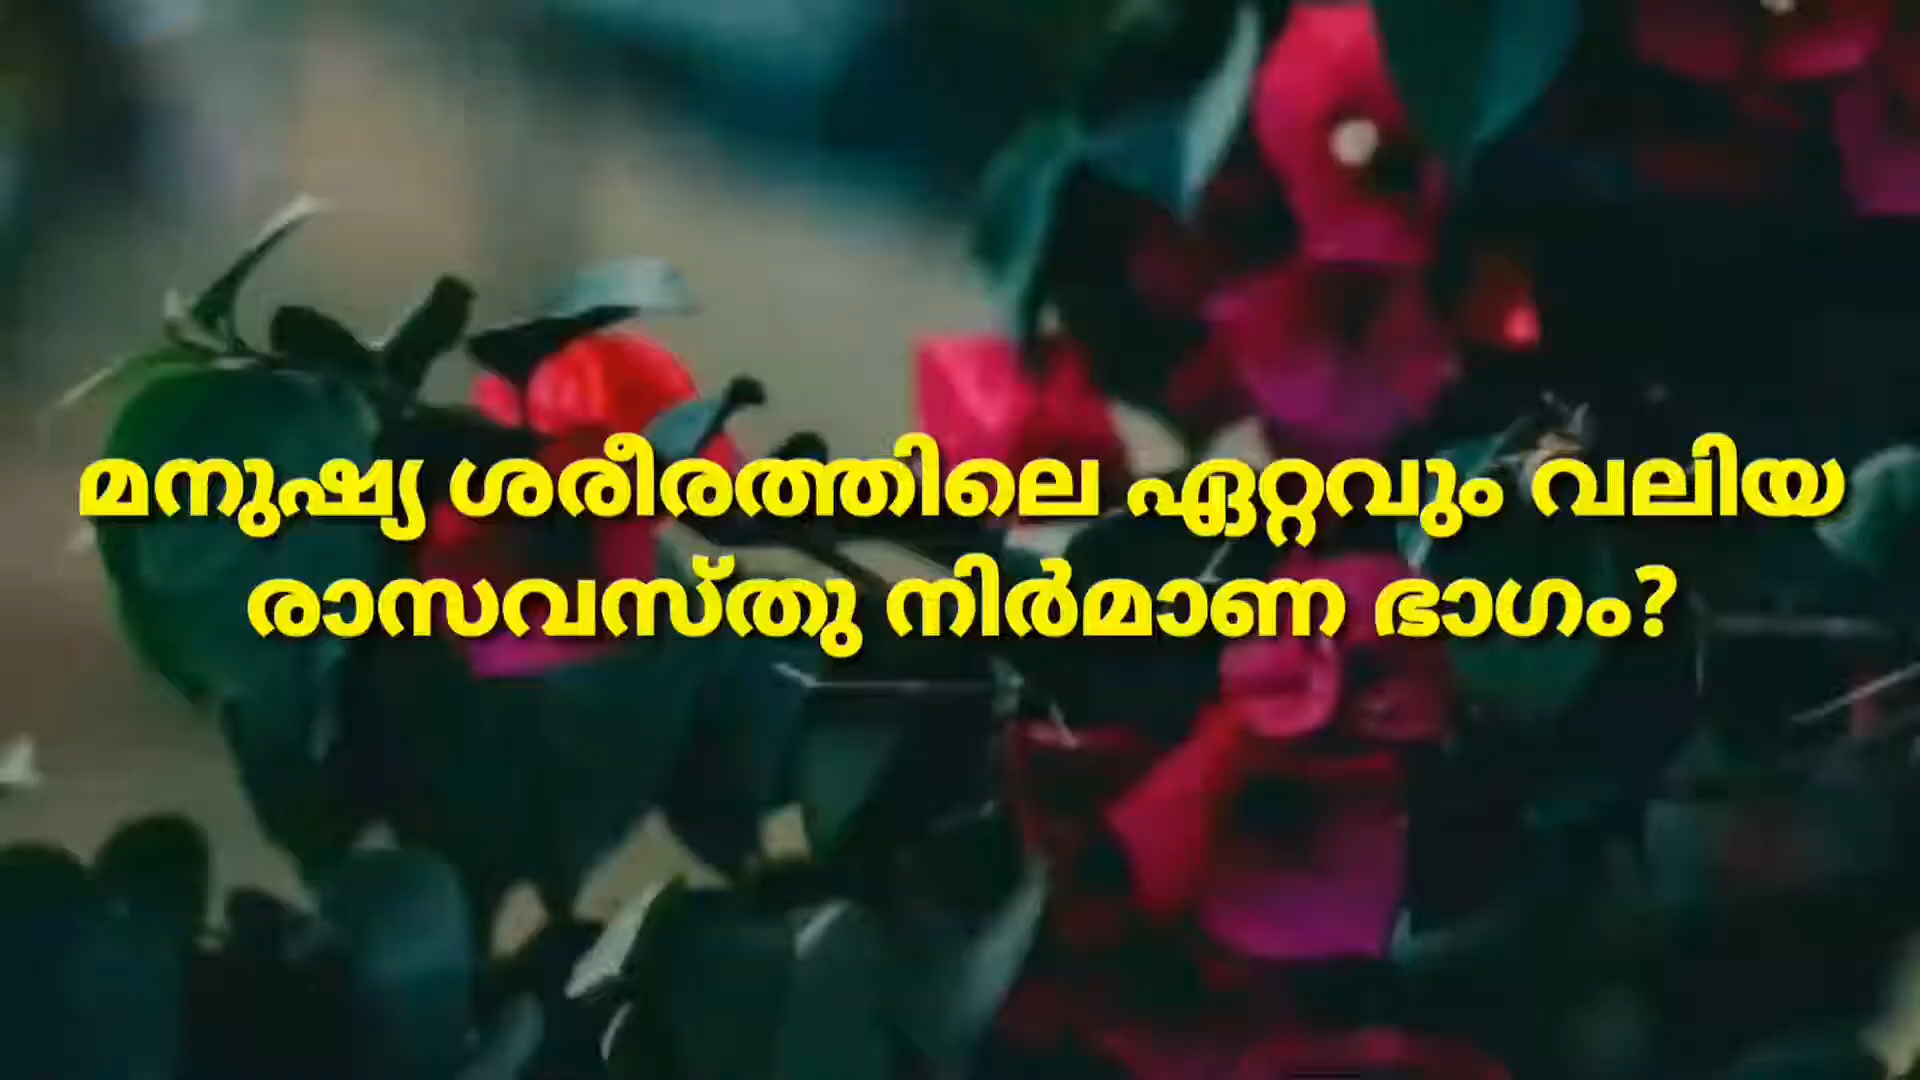 മനുഷ്യ ശരീരത്തിലെ ഏറ്റവും വലിയ
രാസവസ്തു നിർമാണ ഭാഗം?